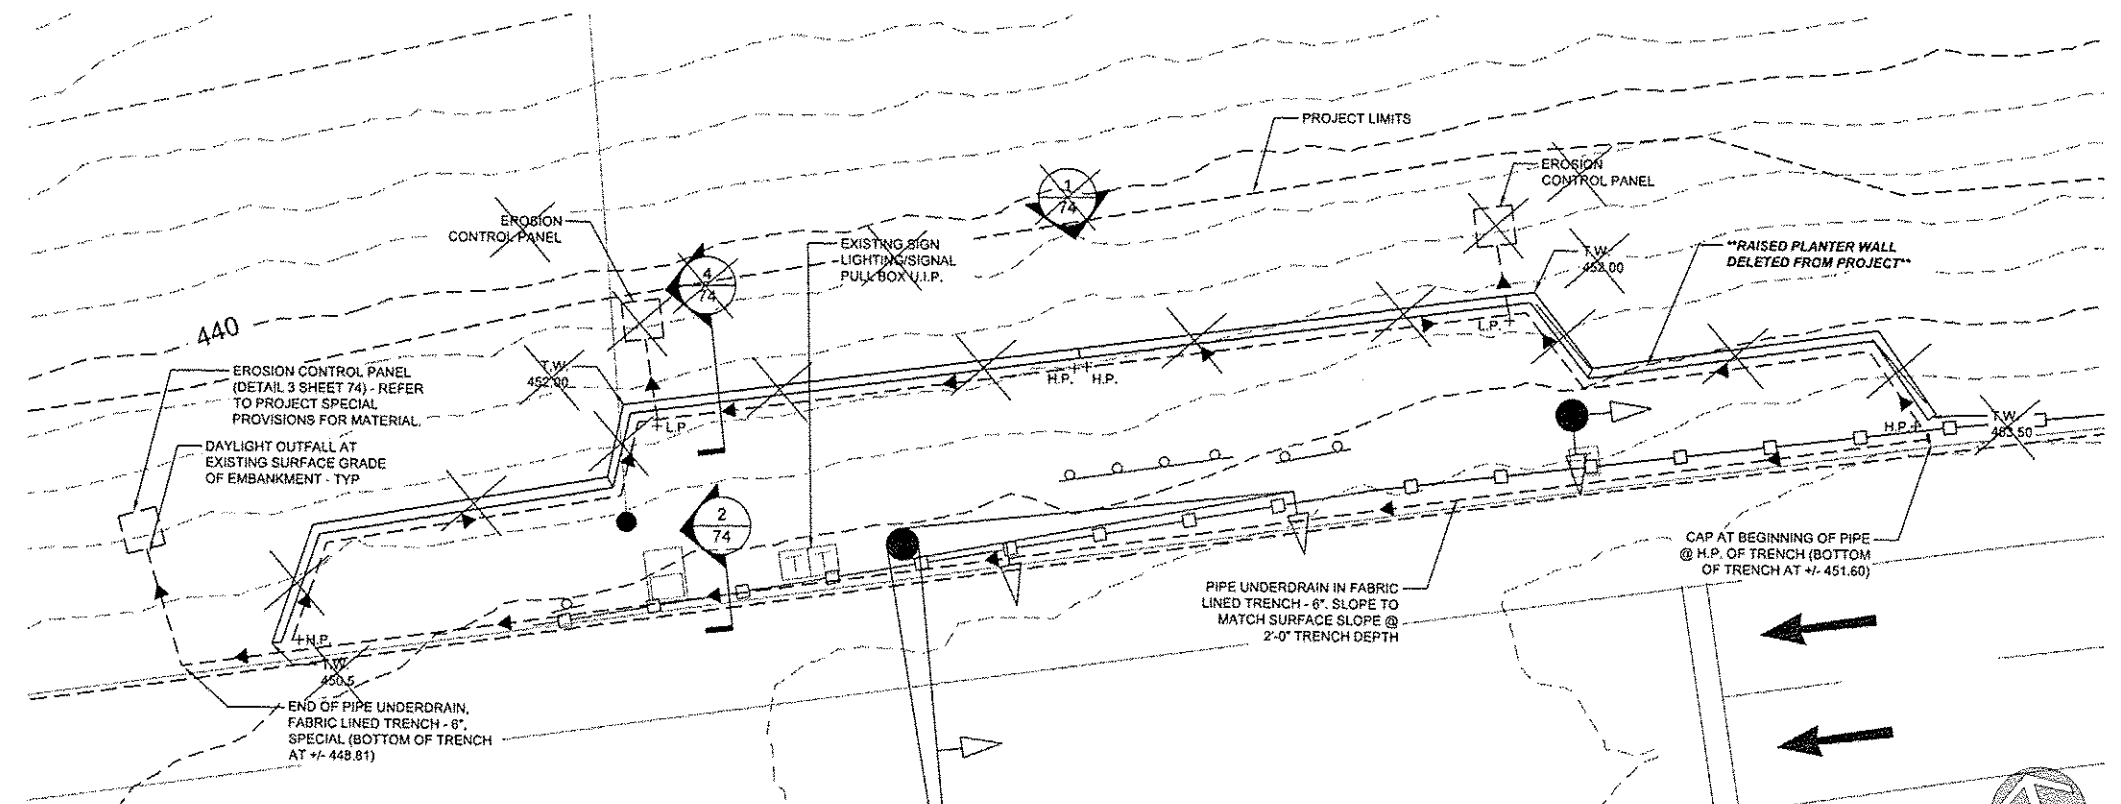 PROJECT LIMITS
1
74
EROSION
CONTROL PANEL
EROSION
CONTROL PANEL
EXISTING SIGN
LIGHTING/SIGNAL
PULL BOX U.I.P.
4
74
T.W.
452.00
**RAISED PLANTER WALL
DELETED FROM PROJECT**
440
L.P.
EROSION CONTROL PANEL
(DETAIL 3 SHEET 74) - REFER
TO PROJECT SPECIAL
PROVISIONS FOR MATERIAL.
T.W.
452.00
H.P.
H.P.
L.P.
H.P.
T.W.
DAYLIGHT OUTFALL AT
EXISTING SURFACE GRADE
OF EMBANKMENT - TYP
2
74
T
T
CAP AT BEGINNING OF PIPE
@ H.P. OF TRENCH (BOTTOM
OF TRENCH AT +/- 451.60)
PIPE UNDERDRAIN IN FABRIC
LINED TRENCH - 6". SLOPE TO
MATCH SURFACE SLOPE @
2'-0" TRENCH DEPTH
H.P.
T.W.
450.5
END OF PIPE UNDERDRAIN,
FABRIC LINED TRENCH - 6",
SPECIAL (BOTTOM OF TRENCH
AT +/- 448.81)